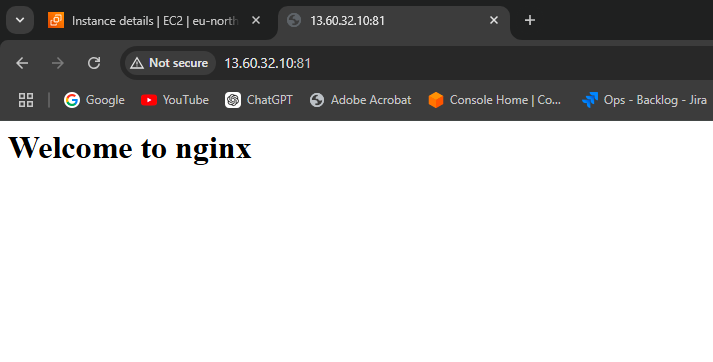 Instance details | EC2 | eu-north
13.60.32.10:81
Not secure
13.60.32.10:81
Google
YouTube
ChatGPT
Adobe Acrobat
Console Home | Co...
Ops - Backlog - Jira
Welcome to nginx